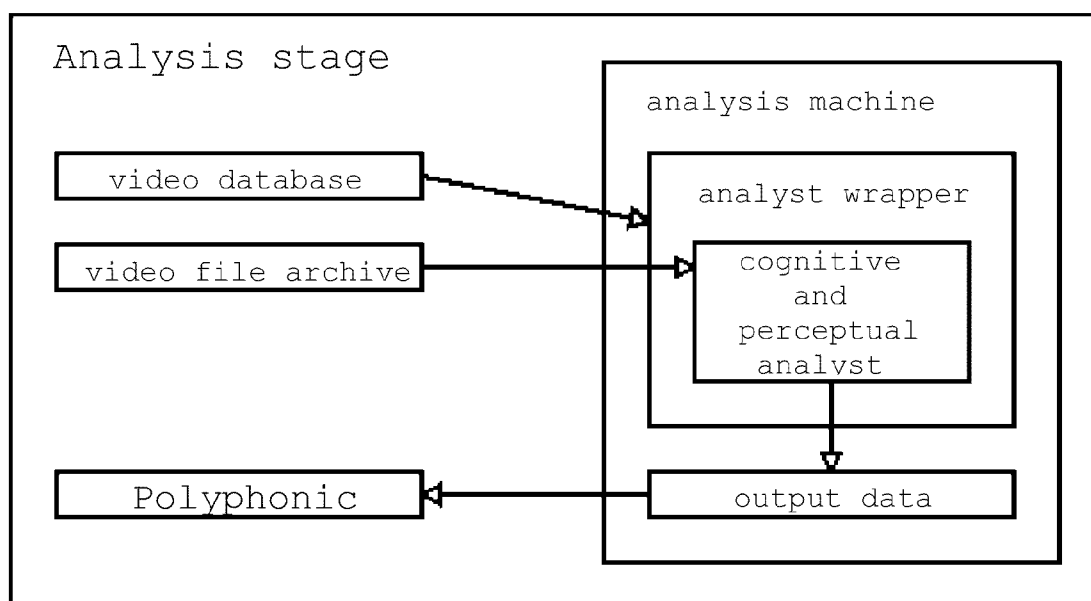 Analysis stage
analysis machine
video database
analyst wrapper
video file archive
cognitive
and
perceptual
analyst
Polyphonic
output data